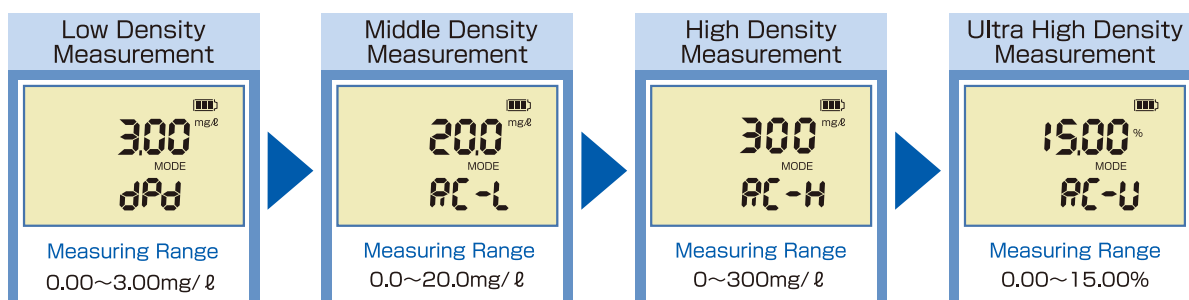 Low Density
Measurement
3.00 mg/ℓ
MODE
dPd
Measuring Range
0.00～3.00mg/ℓ
Middle Density
Measurement
20.0 mg/ℓ
MODE
AC-L
Measuring Range
0.0～20.0mg/ℓ
High Density
Measurement
300 mg/ℓ
MODE
AC-H
Measuring Range
0～300mg/ℓ
Ultra High Density
Measurement
15.00 %
MODE
AC-U
Measuring Range
0.00～15.00%